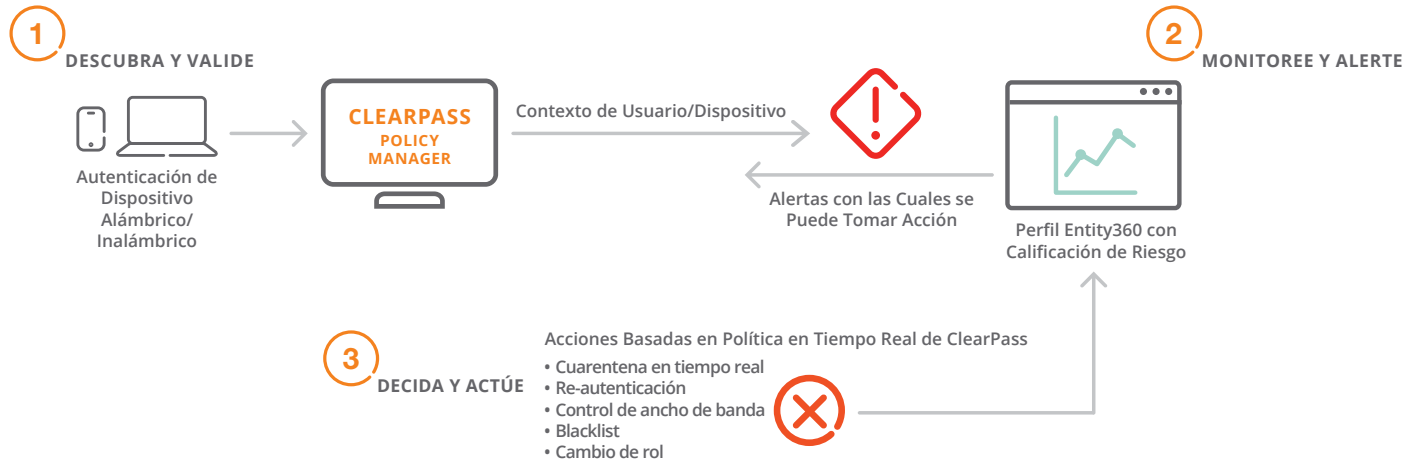 1
DESCUBRA Y VALIDE
Autenticación de
Dispositivo
Alámbrico/
Inalámbrico
CLEARPASS
POLICY
MANAGER
Contexto de Usuario/Dispositivo
Alertas con las Cuales se
Puede Tomar Acción
2
MONITOREE Y ALERTE
Perfil Entity360 con
Calificación de Riesgo
3
DECIDA Y ACTÚE
Acciones Basadas en Política en Tiempo Real de ClearPass
• Cuarentena en tiempo real
• Re-autenticación
• Control de ancho de banda
• Blacklist
• Cambio de rol